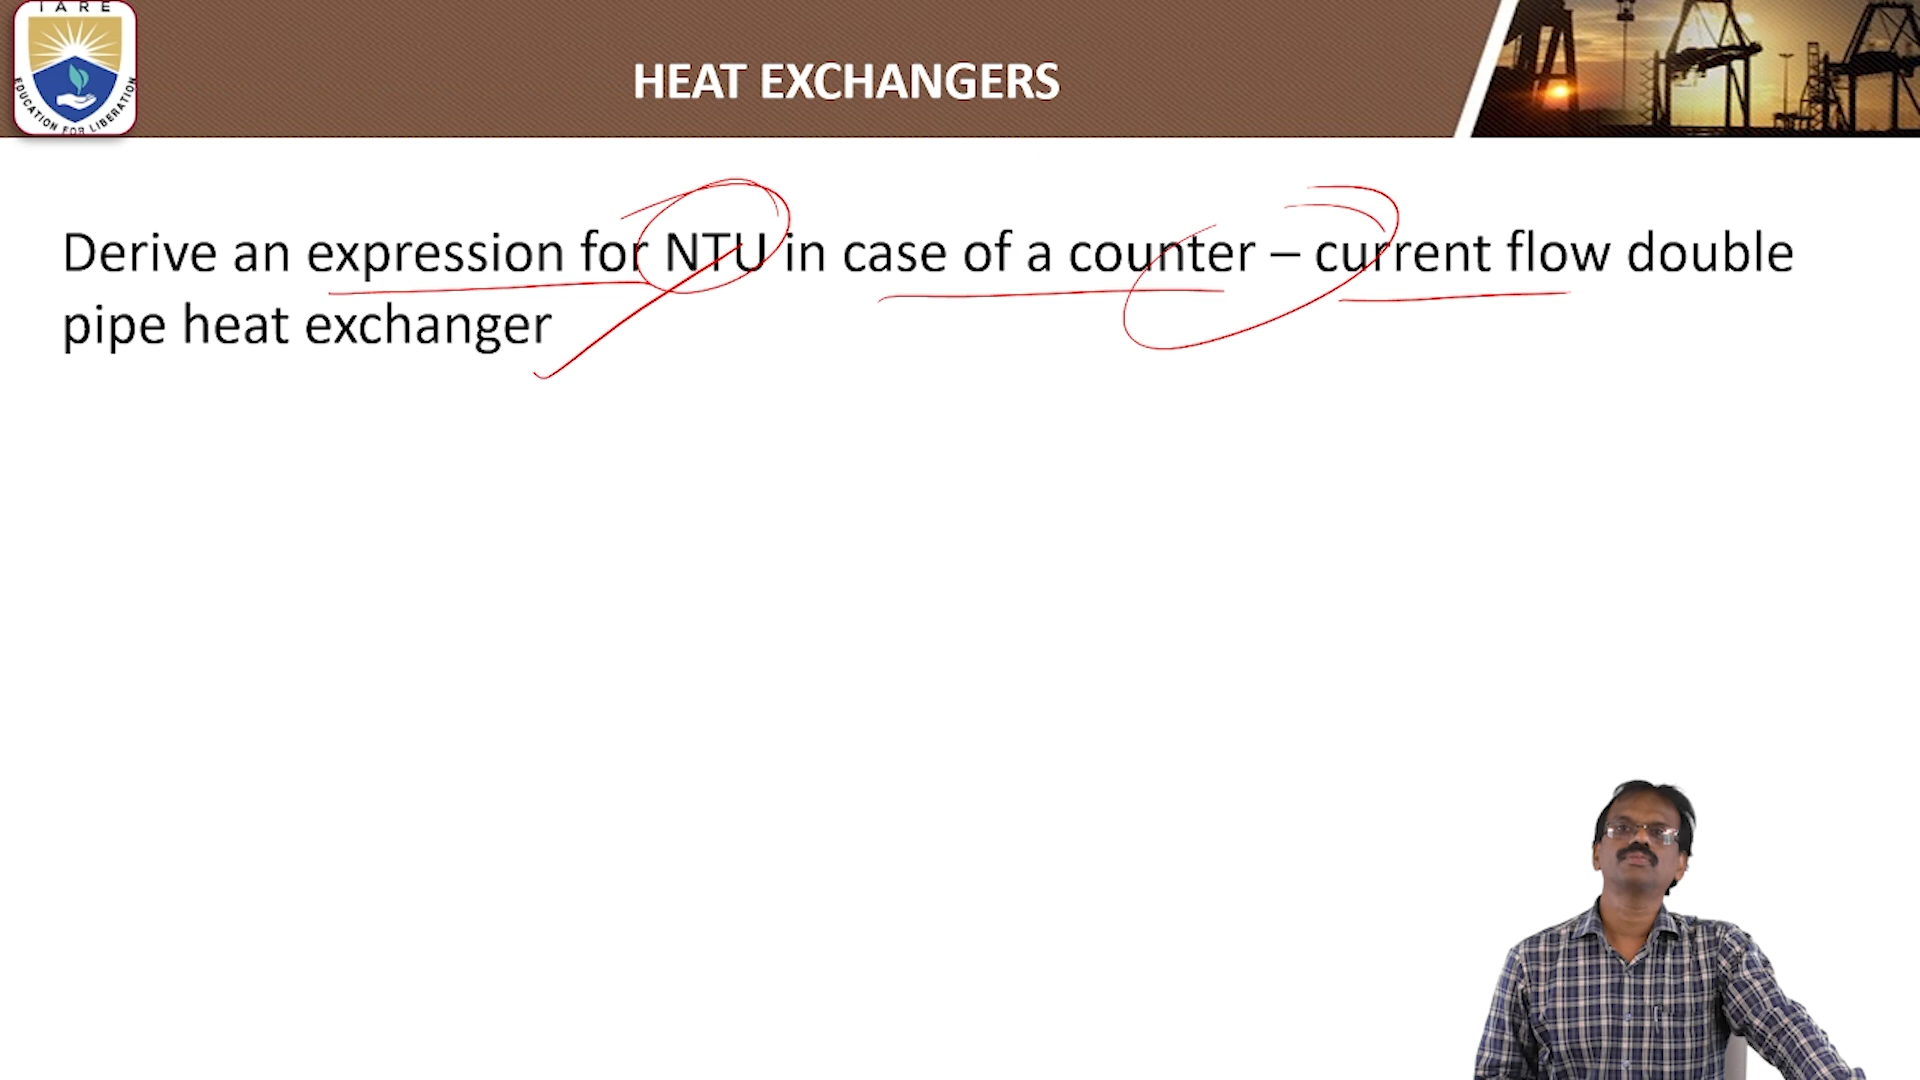 IARE
EDUCATION FOR LIBERATION
HEAT EXCHANGERS
Derive an expression for NTU in case of a counter – current flow double
pipe heat exchanger